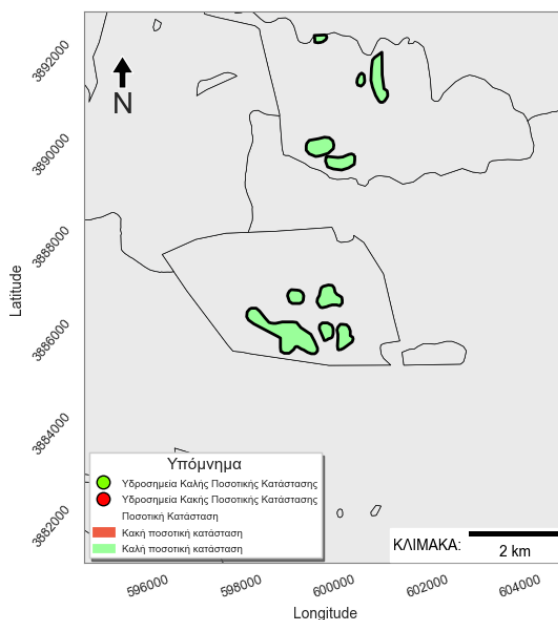 3892000
N
3890000
3888000
Latitude
3886000
3884000
3882000
Υπόμνημα
Υδροσημεία Καλής Ποσοτικής Κατάστασης
Υδροσημεία Κακής Ποσοτικής Κατάστασης
Ποσοτική Κατάσταση
Κακή ποσοτική κατάσταση
Καλή ποσοτική κατάσταση
ΚΛΙΜΑΚΑ:
2 km
596000
598000
600000
602000
604000
Longitude